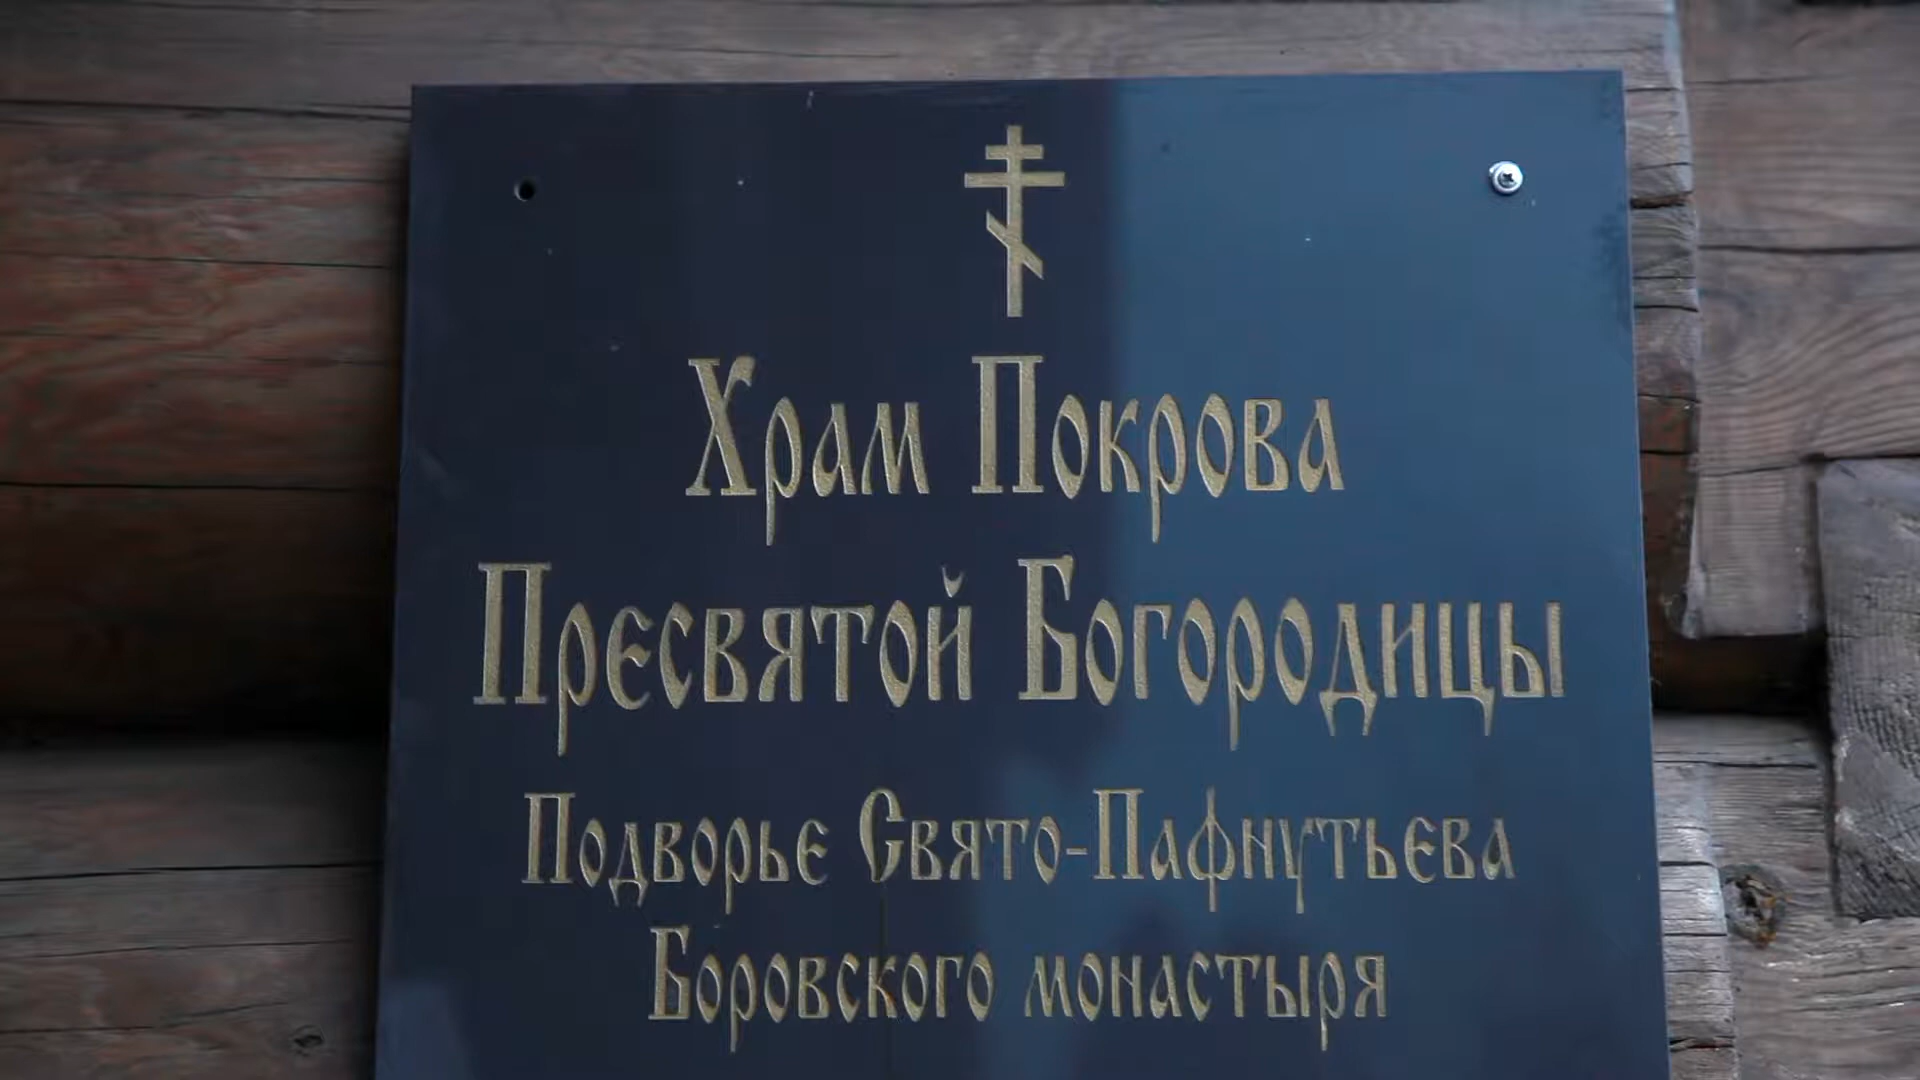 Храм Покрова
Пресвятой Богородицы
Подворье Свято-Пафнутьева
Боровского монастыря